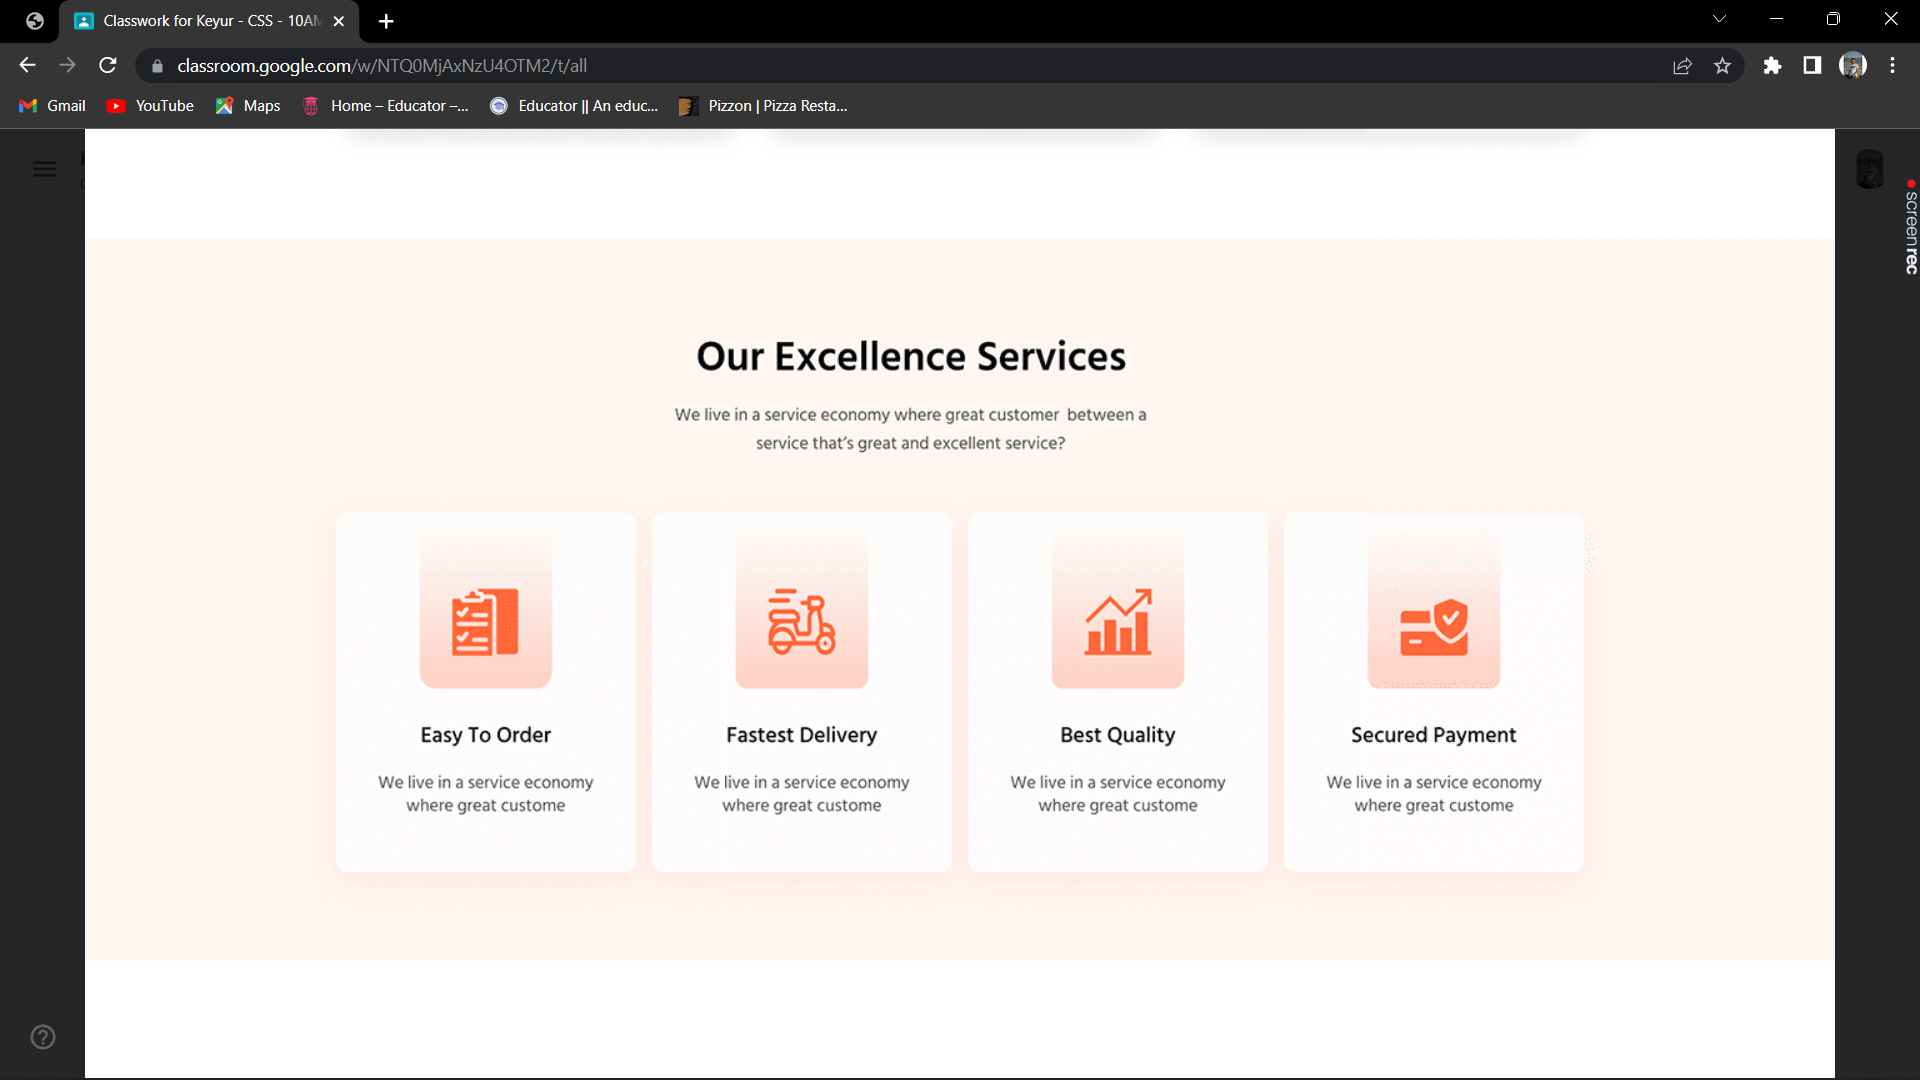 Classwork for Keyur - CSS - 10AM
classroom.google.com/w/NTQ0MjAxNzU4OTM2/t/all
Gmail YouTube Maps Home – Educator –... Educator || An educ... Pizzon | Pizza Resta...
screenrec
Our Excellence Services
We live in a service economy where great customer between a
service that's great and excellent service?
Easy To Order
We live in a service economy
where great custome
Fastest Delivery
We live in a service economy
where great custome
Best Quality
We live in a service economy
where great custome
Secured Payment
We live in a service economy
where great custome